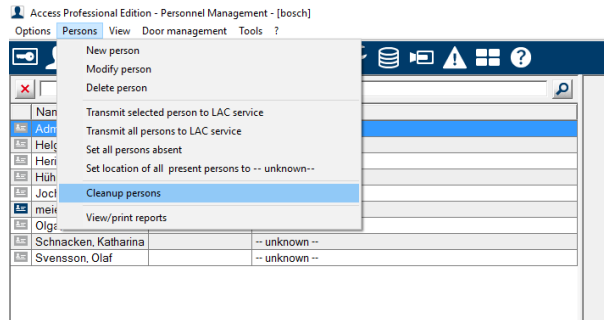 Access Professional Edition - Personnel Management - [bosch]
Options Persons View Door management Tools ?
New person
Modify person
Delete person
Transmit selected person to LAC service
Transmit all persons to LAC service
Set all persons absent
Set location of all present persons to -- unknown--
Cleanup persons
View/print reports
Nan
Adm
Helg
Heri
Hüh
Joch
meie
Olga
Schnacken, Katharina -- unknown --
Svensson, Olaf -- unknown --